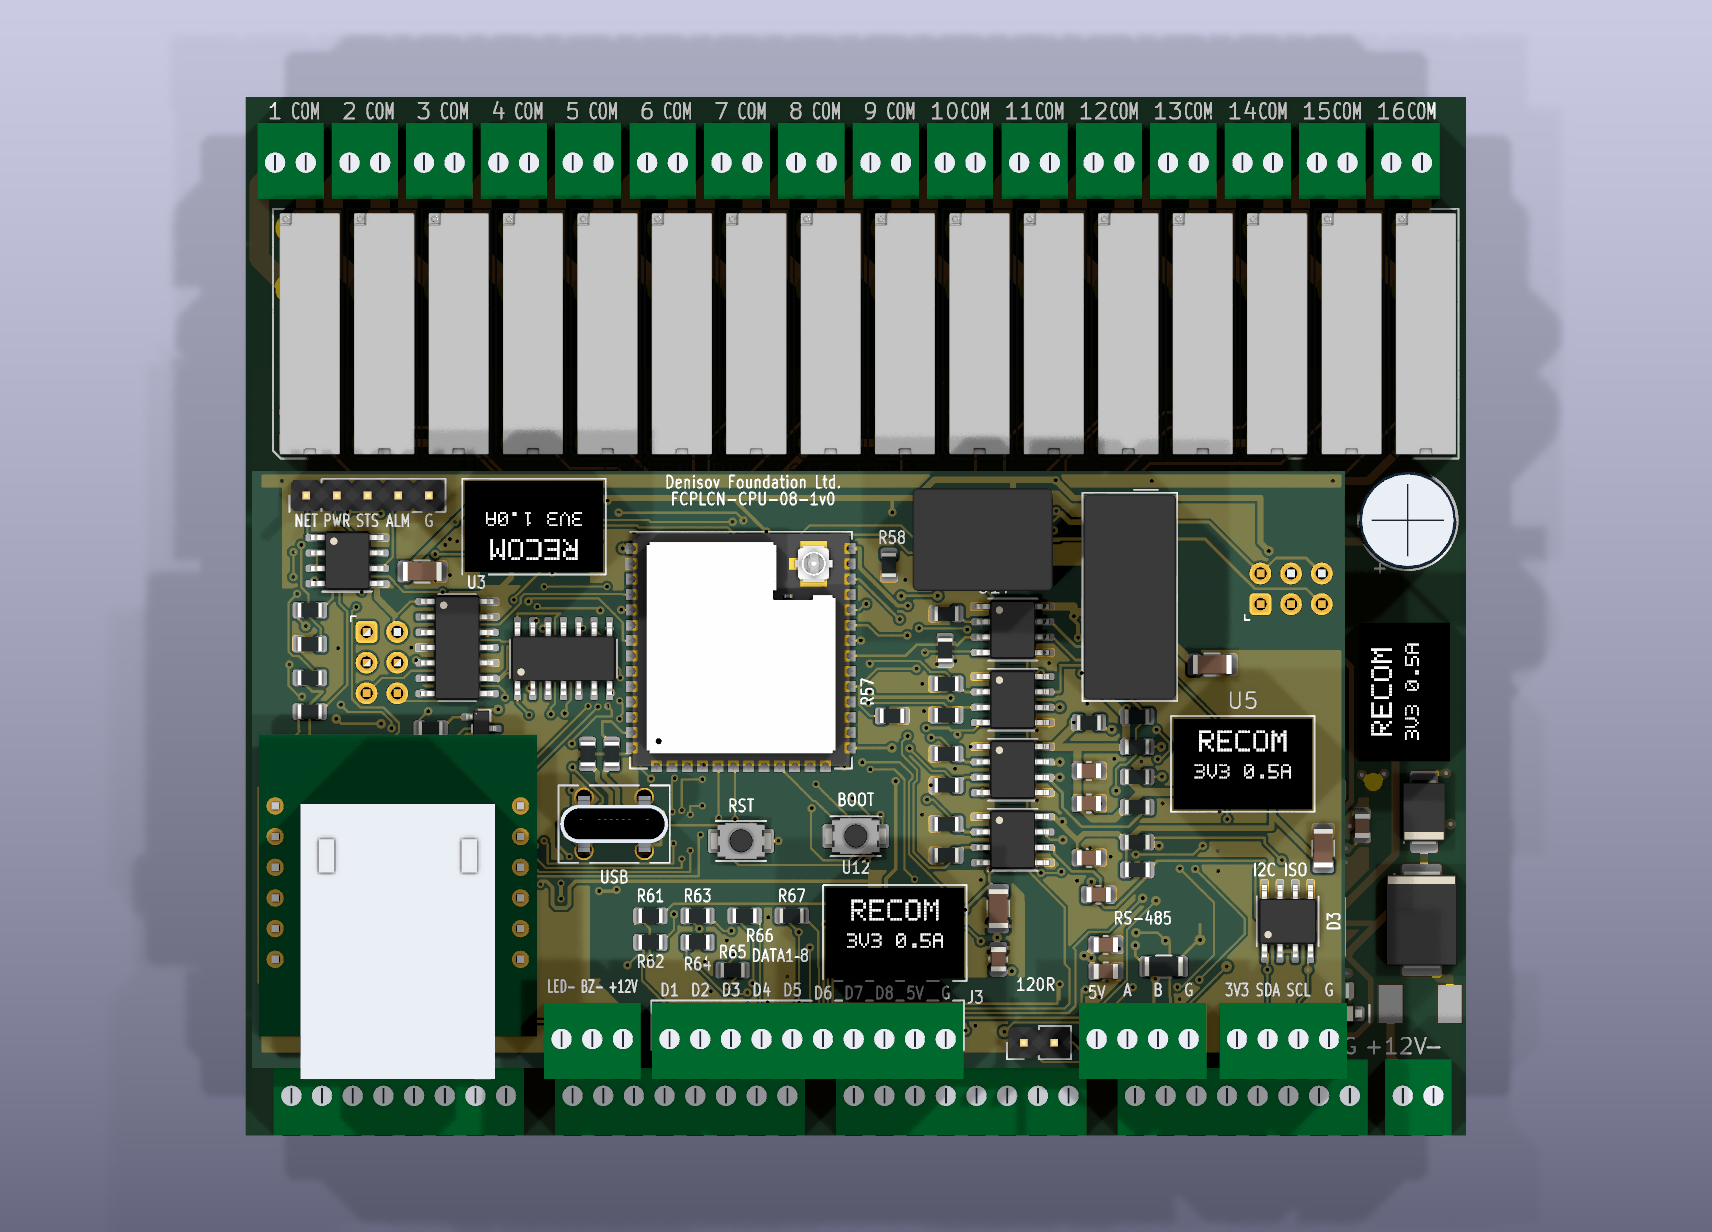 1 COM 2 COM 3 COM 4 COM 5 COM 6 COM 7 COM 8 COM 9 COM 10COM 11COM 12COM 13COM 14COM 15COM 16COM
Denisov Foundation Ltd.
FCPLCN-CPU-08-1v0
NET PWR STS ALM G
RECOM
3V3 1.0A
U3
R58
R57
+
RECOM
3V3 0.5A
U5
RECOM
3V3 0.5A
RST
BOOT
U12
USB
I2C ISO
D3
R61 R63 R67
R66
R62 R64 R65 DATA1-8
RECOM
3V3 0.5A
RS-485
120R
LED- BZ- +12V
D1 D2 D3 D4 D5 D6 D7 D8 5V G
J3
5V A B G
3V3 SDA SCL G
G +12V-